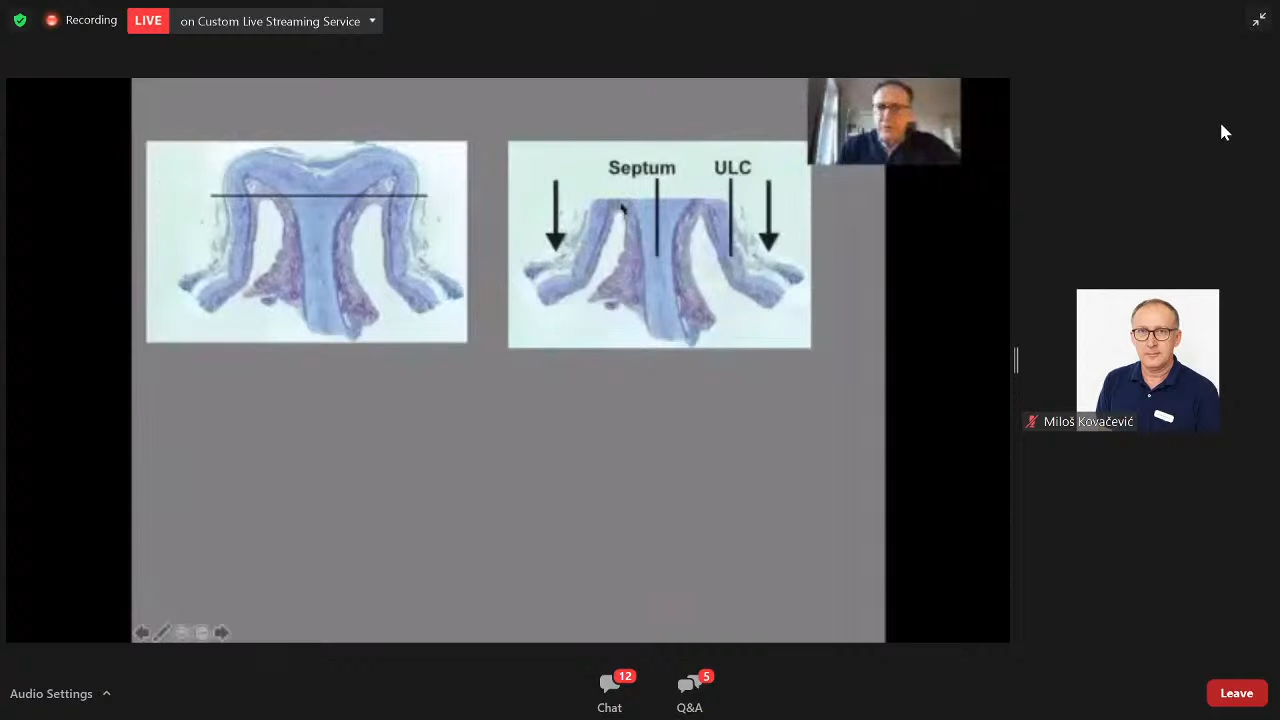 Recording
LIVE
on Custom Live Streaming Service
Septum
ULC
Miloš Kovačević
Audio Settings
12
Chat
5
Q&A
Leave